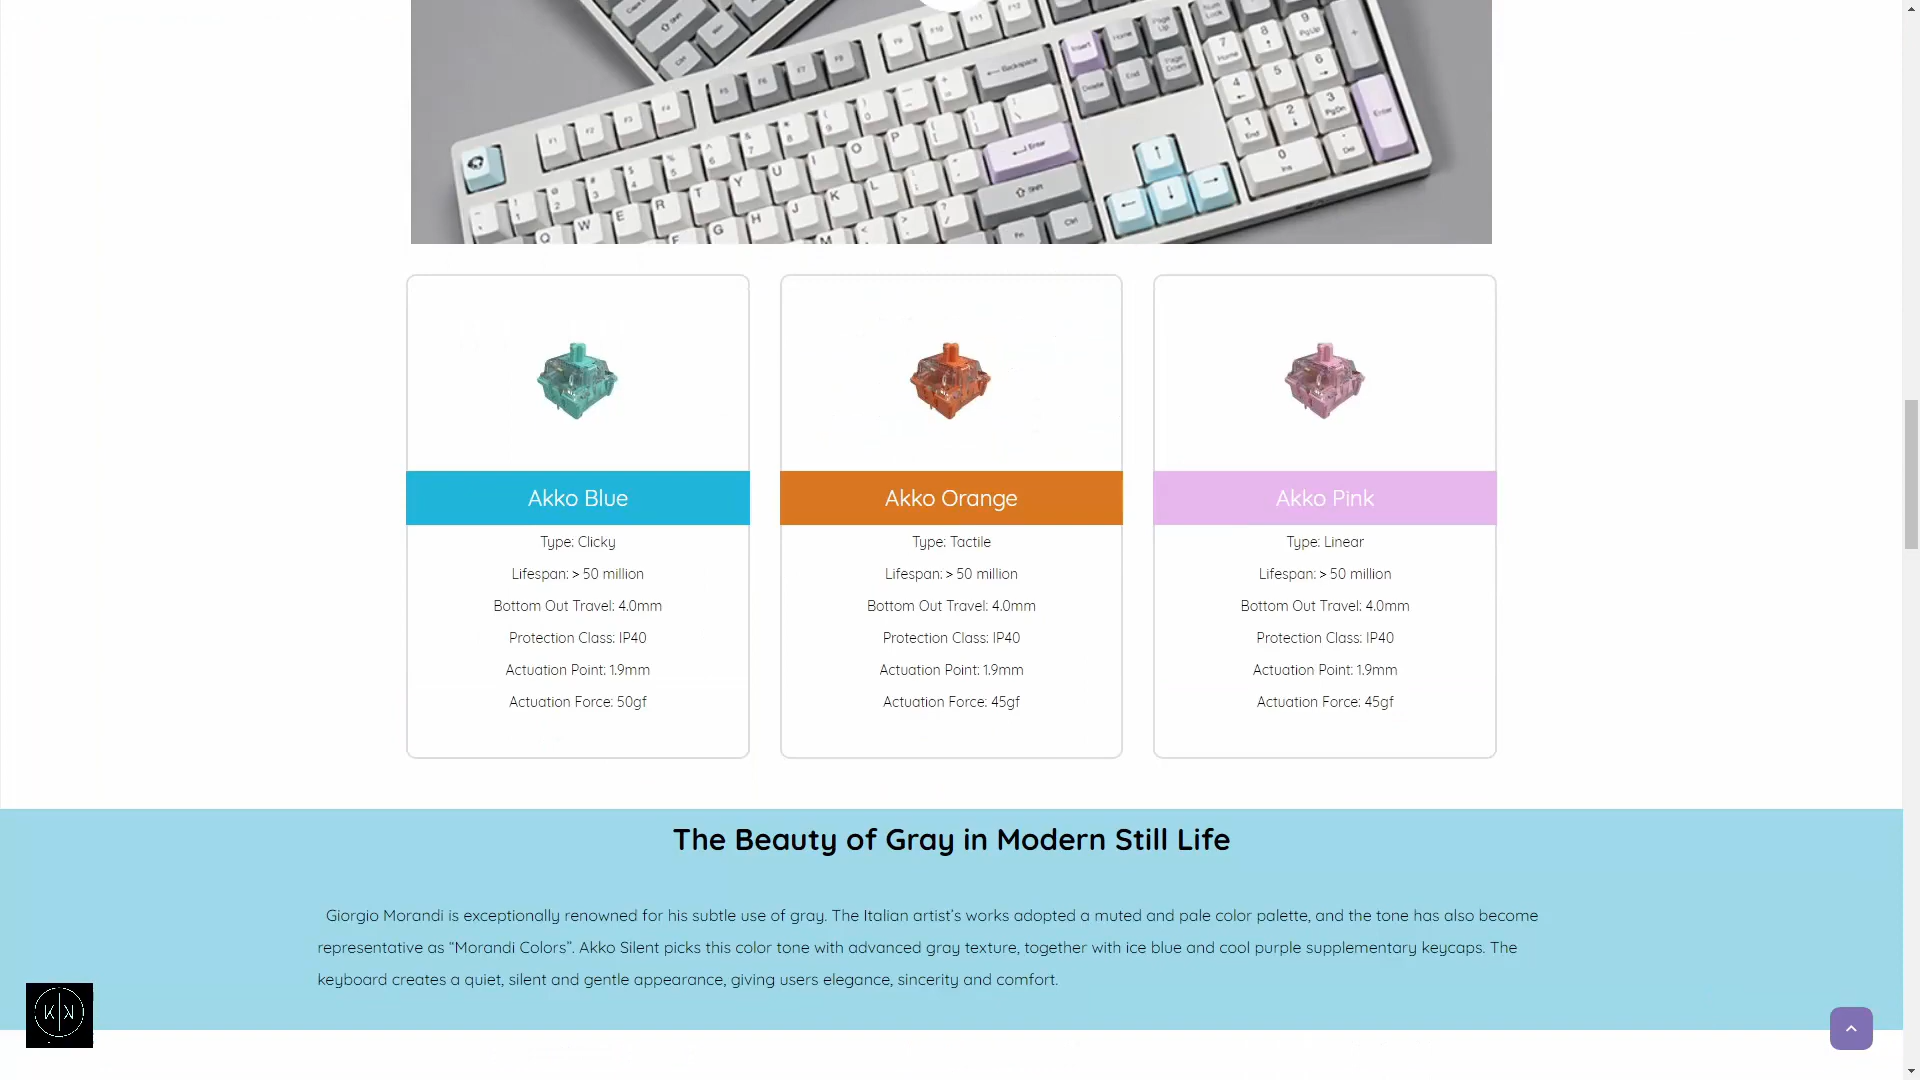 Akko Blue
Type: Clicky
Lifespan: > 50 million
Bottom Out Travel: 4.0mm
Protection Class: IP40
Actuation Point: 1.9mm
Actuation Force: 50gf
Akko Orange
Type: Tactile
Lifespan: > 50 million
Bottom Out Travel: 4.0mm
Protection Class: IP40
Actuation Point: 1.9mm
Actuation Force: 45gf
Akko Pink
Type: Linear
Lifespan: > 50 million
Bottom Out Travel: 4.0mm
Protection Class: IP40
Actuation Point: 1.9mm
Actuation Force: 45gf
The Beauty of Gray in Modern Still Life
Giorgio Morandi is exceptionally renowned for his subtle use of gray. The Italian artist’s works adopted a muted and pale color palette, and the tone has also become
representative as “Morandi Colors”. Akko Silent picks this color tone with advanced gray texture, together with ice blue and cool purple supplementary keycaps. The
keyboard creates a quiet, silent and gentle appearance, giving users elegance, sincerity and comfort.